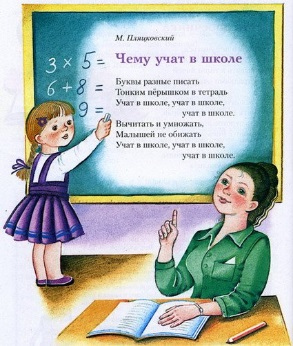 М. Пляцковский
Чему учат в школе
3 × 5 =
6 + 8 =
9 =
Буквы разные писать
Тонким пёрышком в тетрадь
Учат в школе, учат в школе,
учат в школе.
Вычитать и умножать,
Малышей не обижать
Учат в школе, учат в школе,
учат в школе.